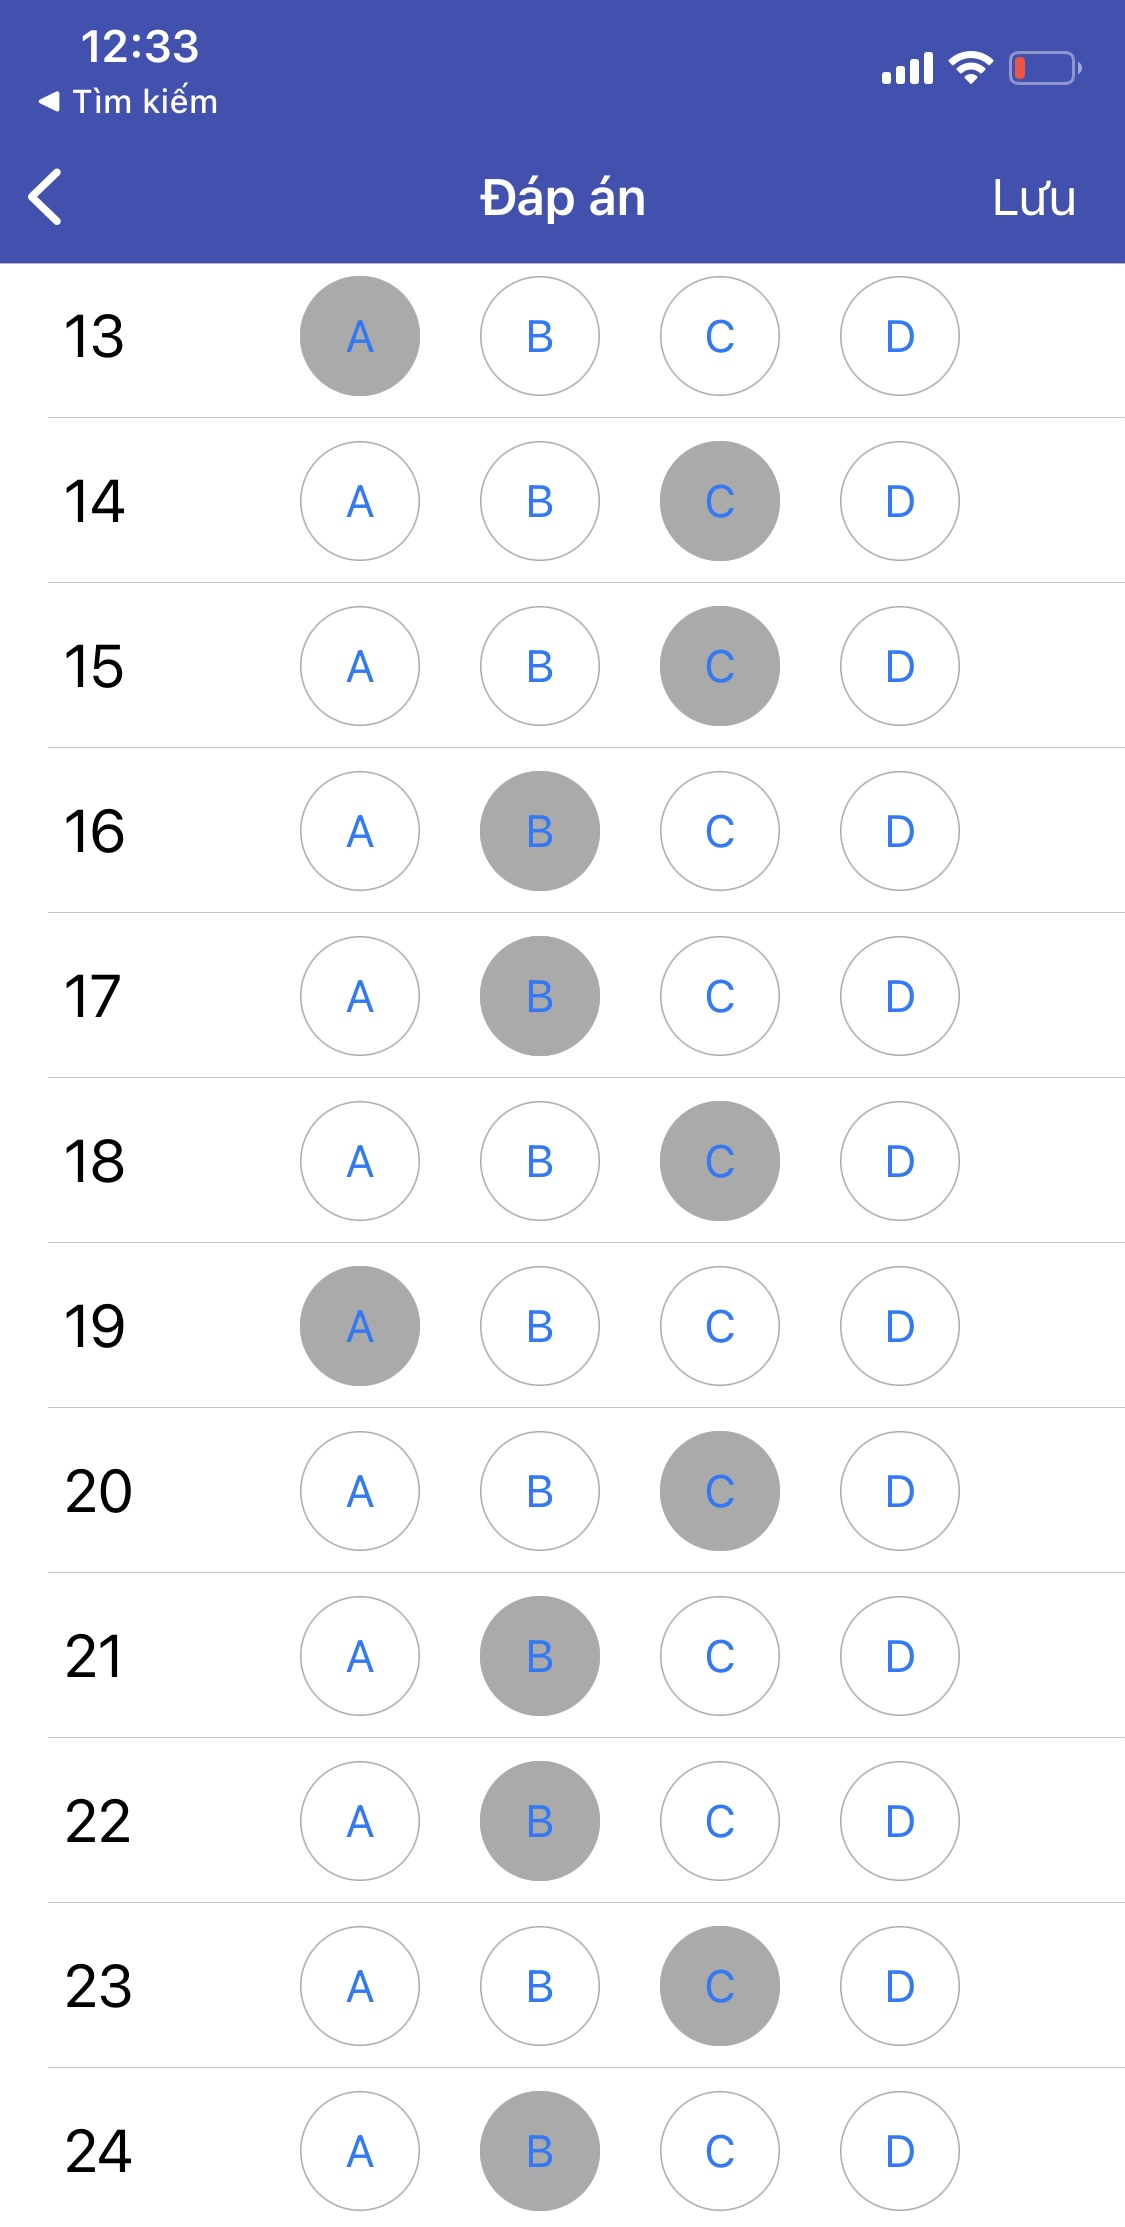 12:33
Tìm kiếm
Đáp án Lưu
13 A B C D
14 A B C D
15 A B C D
16 A B C D
17 A B C D
18 A B C D
19 A B C D
20 A B C D
21 A B C D
22 A B C D
23 A B C D
24 A B C D